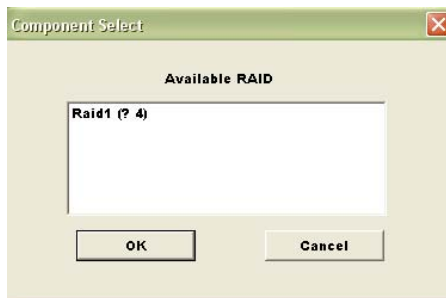 Component Select
Available RAID
Raid1 (? 4)
OK
Cancel